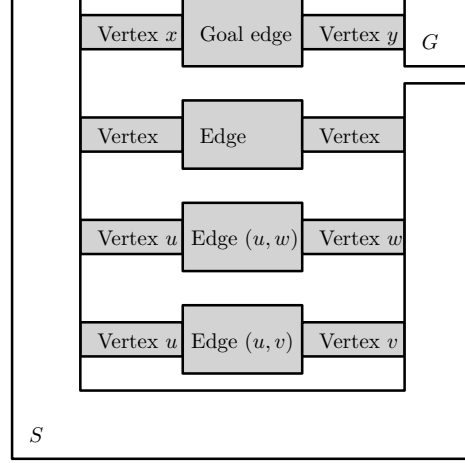 Vertex x Goal edge Vertex y G
Vertex Edge Vertex
Vertex u Edge (u, w) Vertex w
Vertex u Edge (u, v) Vertex v
S